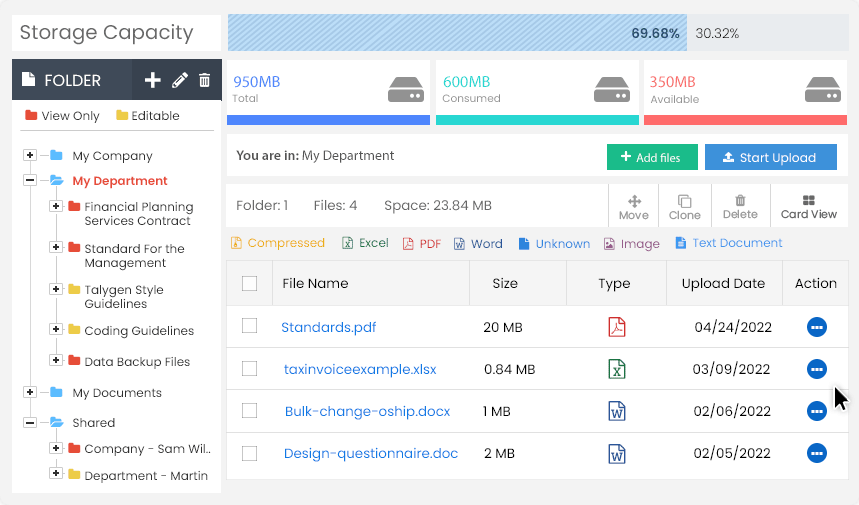 Storage Capacity
69.68% 30.32%
FOLDER
View Only Editable
My Company
My Department
Financial Planning
Services Contract
Standard For the
Management
Talygen Style
Guidelines
Coding Guidelines
Data Backup Files
My Documents
Shared
Company - Sam Wil..
Department - Martin
950MB
Total
600MB
Consumed
350MB
Available
You are in: My Department
Add files
Start Upload
Folder: 1 Files: 4 Space: 23.84 MB
Move
Clone
Delete
Card View
Compressed Excel PDF Word Unknown Image Text Document
File Name Size Type Upload Date Action
Standards.pdf 20 MB 04/24/2022
taxinvoiceexample.xlsx 0.84 MB 03/09/2022
Bulk-change-oship.docx 1 MB 02/06/2022
Design-questionnaire.doc 2 MB 02/05/2022